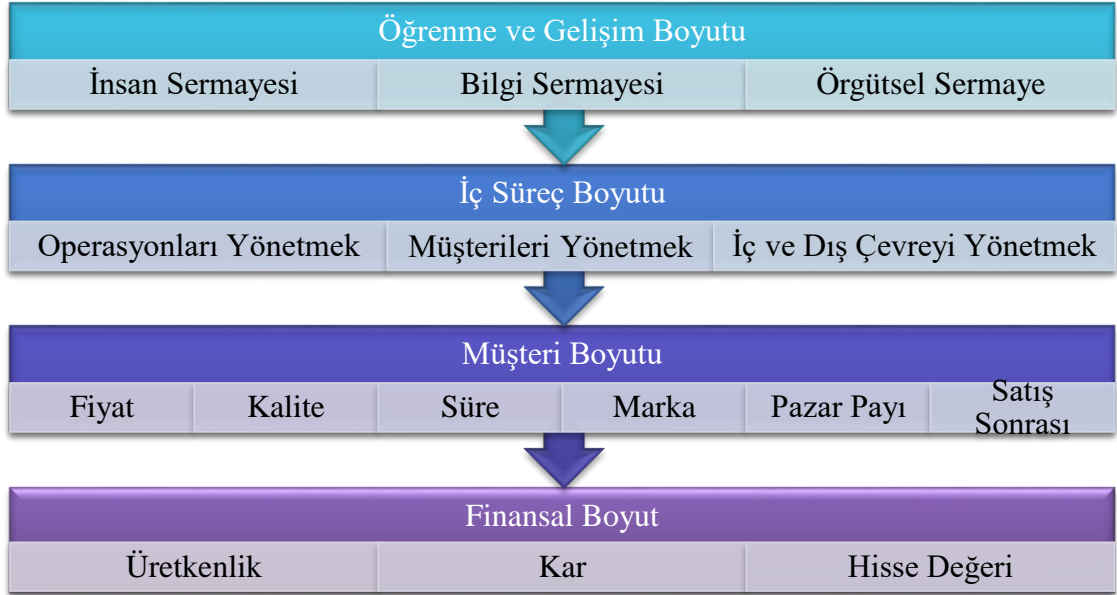 Öğrenme ve Gelişim Boyutu
İnsan Sermayesi
Bilgi Sermayesi
Örgütsel Sermaye
İç Süreç Boyutu
Operasyonları Yönetmek
Müşterileri Yönetmek
İç ve Dış Çevreyi Yönetmek
Müşteri Boyutu
Fiyat
Kalite
Süre
Marka
Pazar Payı
Satış
Sonrası
Finansal Boyut
Üretkenlik
Kar
Hisse Değeri